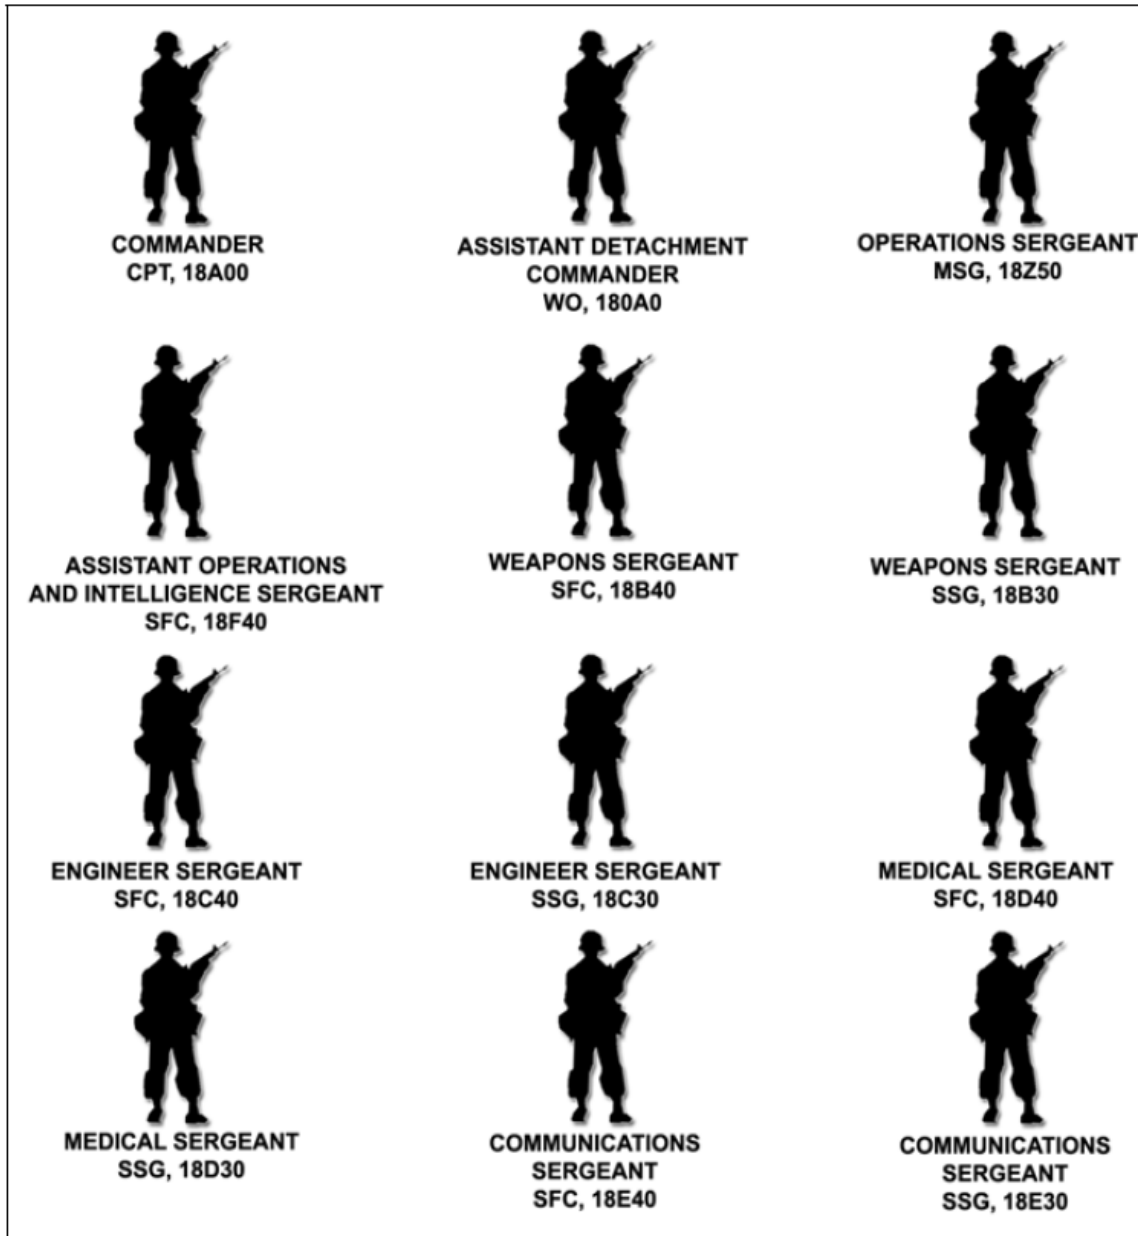 COMMANDER
CPT, 18A00
ASSISTANT DETACHMENT
COMMANDER
WO, 180A0
OPERATIONS SERGEANT
MSG, 18Z50
ASSISTANT OPERATIONS
AND INTELLIGENCE SERGEANT
SFC, 18F40
WEAPONS SERGEANT
SFC, 18B40
WEAPONS SERGEANT
SSG, 18B30
ENGINEER SERGEANT
SFC, 18C40
ENGINEER SERGEANT
SSG, 18C30
MEDICAL SERGEANT
SFC, 18D40
MEDICAL SERGEANT
SSG, 18D30
COMMUNICATIONS
SERGEANT
SFC, 18E40
COMMUNICATIONS
SERGEANT
SSG, 18E30